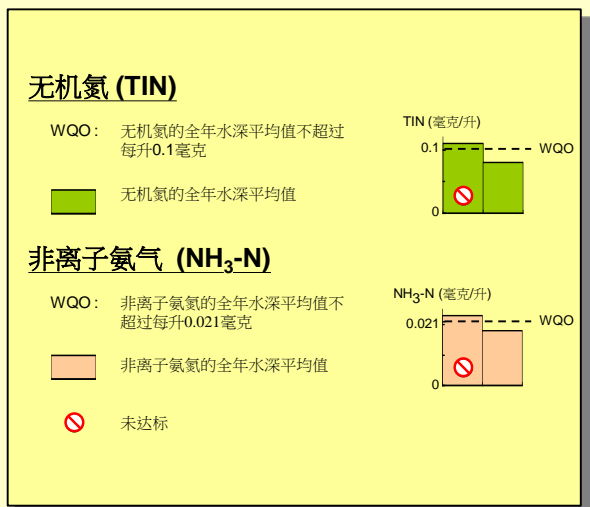 无机氮 (TIN)
WQO : 无机氮的全年水深平均值不超过
每升0.1毫克
无机氮的全年水深平均值
TIN (毫克/升)
0.1
WQO
0
非离子氨气 (NH₃-N)
WQO : 非离子氨氮的全年水深平均值不
超过每升0.021毫克
非离子氨氮的全年水深平均值
未达标
NH₃-N (毫克/升)
0.021
WQO
0